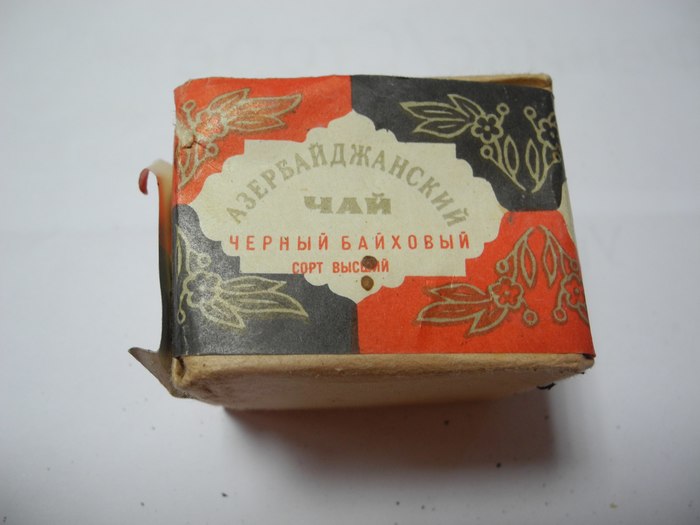 АЗЕРБАЙДЖАНСКИЙ
ЧАЙ
ЧЕРНЫЙ БАЙХОВЫЙ
СОРТ ВЫСШИЙ